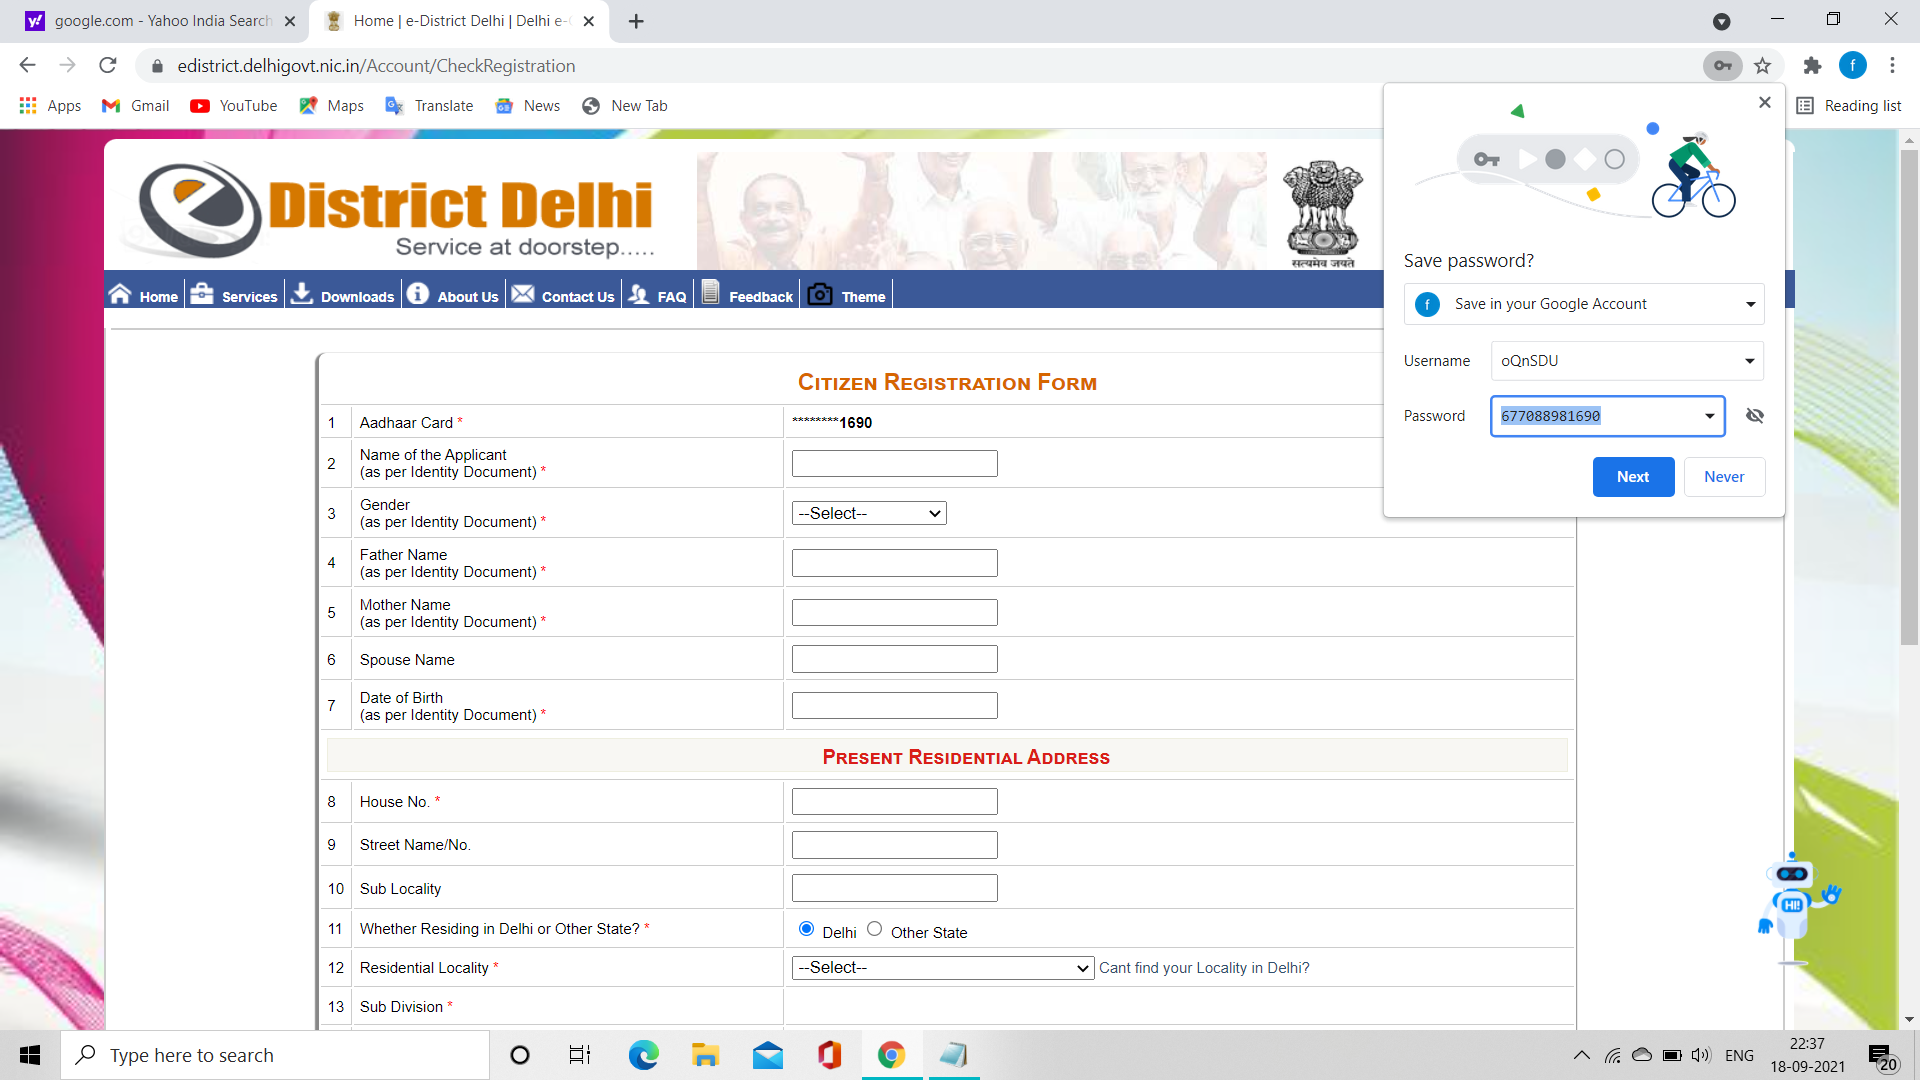 google.com - Yahoo India Search
Home | e-District Delhi | Delhi e-
edistrict.delhigovt.nic.in/Account/CheckRegistration
f
Apps
Gmail
YouTube
Maps
Translate
News
New Tab
Reading list
District Delhi
Service at doorstep.....
सत्यमेव जयते
Home
Services
Downloads
About Us
Contact Us
FAQ
Feedback
Theme
Save password?
f Save in your Google Account
Username oQnSDU
Password 677088981690
Next Never
CITIZEN REGISTRATION FORM
1 Aadhaar Card * ********1690
2 Name of the Applicant
(as per Identity Document) *
3 Gender
(as per Identity Document) * --Select--
4 Father Name
(as per Identity Document) *
5 Mother Name
(as per Identity Document) *
6 Spouse Name
7 Date of Birth
(as per Identity Document) *
PRESENT RESIDENTIAL ADDRESS
8 House No. *
9 Street Name/No.
10 Sub Locality
11 Whether Residing in Delhi or Other State? * Delhi Other State
12 Residential Locality * --Select-- Cant find your Locality in Delhi?
13 Sub Division *
HI!
Type here to search
ENG
22:37
18-09-2021
20